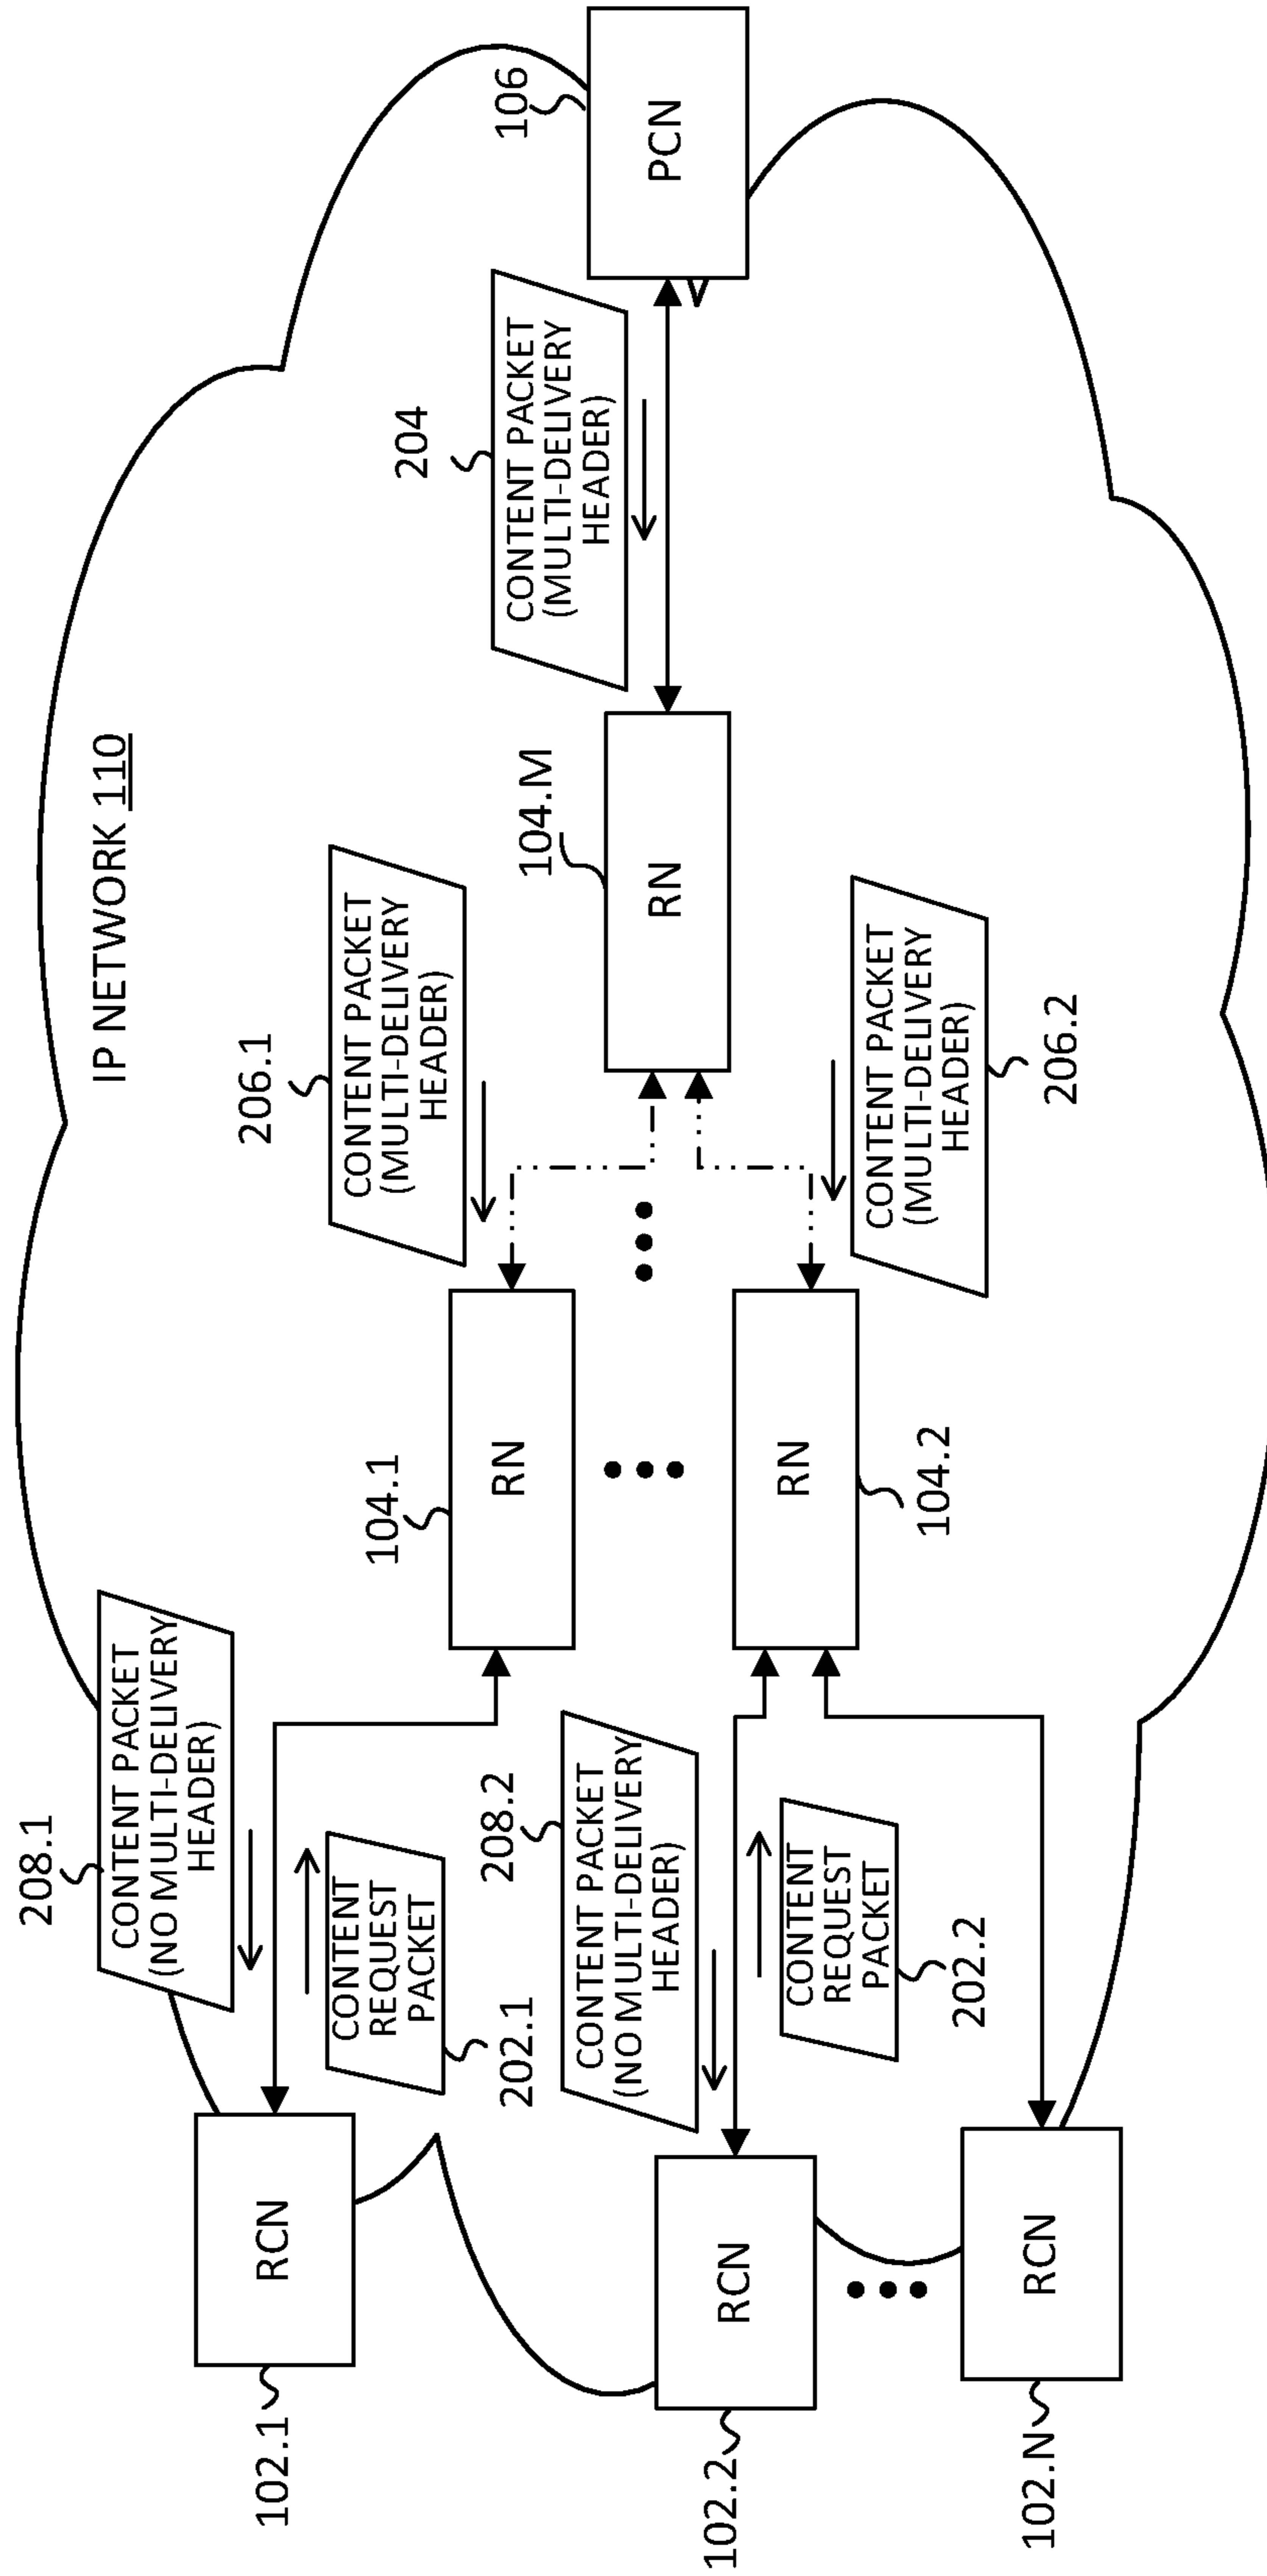 IP NETWORK 110
208.1
CONTENT PACKET
(NO MULTI-DELIVERY
HEADER)
206.1
CONTENT PACKET
(MULTI-DELIVERY
HEADER)
204
CONTENT PACKET
(MULTI-DELIVERY
HEADER)
106
PCN
102.1
RCN
CONTENT
REQUEST
PACKET
202.1
104.1
RN
104.M
RN
208.2
CONTENT PACKET
(NO MULTI-DELIVERY
HEADER)
102.2
RCN
CONTENT
REQUEST
PACKET
202.2
RN
104.2
CONTENT PACKET
(MULTI-DELIVERY
HEADER)
206.2
102.N
RCN